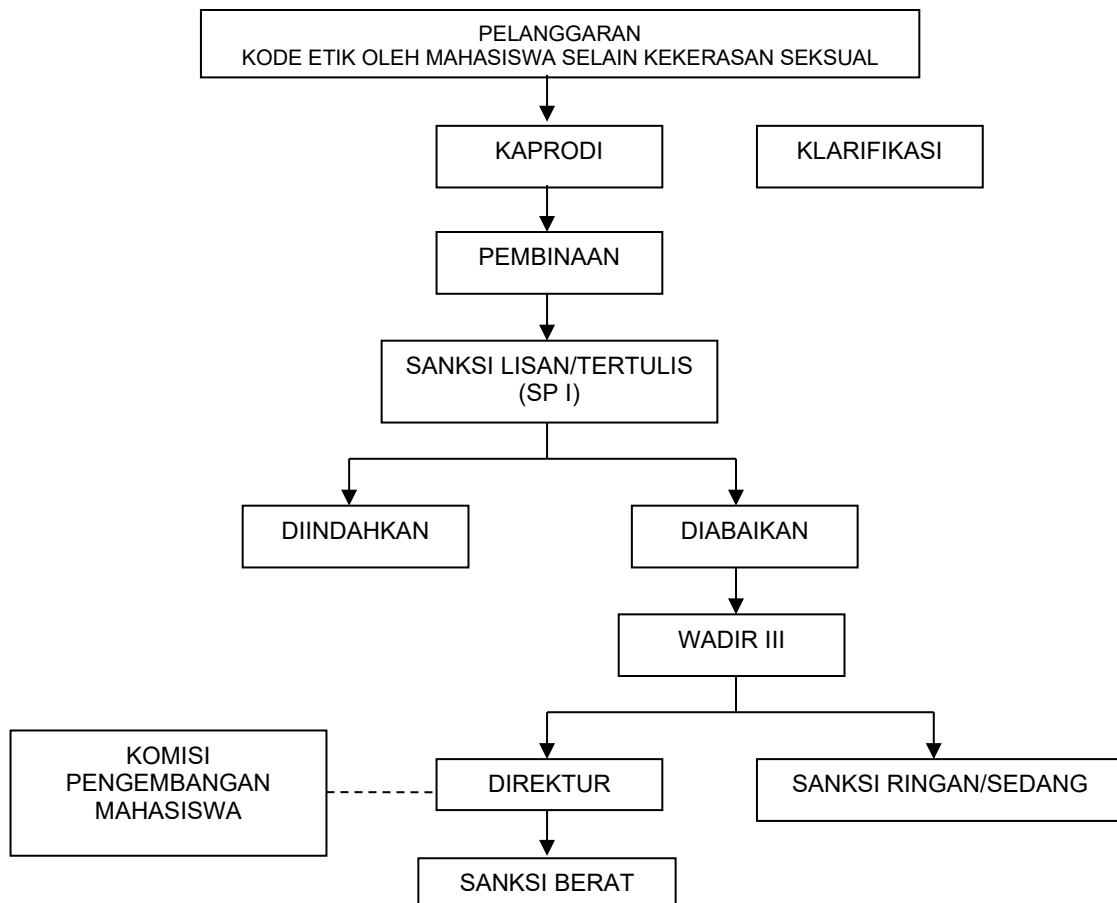 PELANGGARAN
KODE ETIK OLEH MAHASISWA SELAIN KEKERASAN SEKSUAL
KAPRODI
KLARIFIKASI
PEMBINAAN
SANKSI LISAN/TERTULIS
(SP I)
DIINDAHKAN
DIABAIKAN
WADIR III
KOMISI
PENGEMBANGAN
MAHASISWA
DIREKTUR
SANKSI RINGAN/SEDANG
SANKSI BERAT